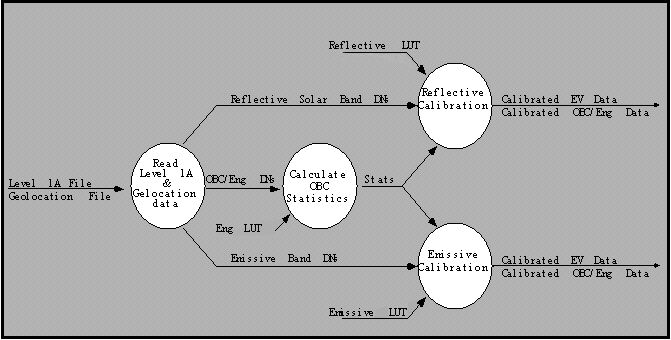 Reflective LUT
Reflective
Calibration
Reflective Solar Band DNs
Calibrated EV Data
Calibrated OBC/Eng Data
Read
Level 1A
&
Gelocation
data
Level 1A File
Geolocation File
OBC/Eng DNs
Calculate
OBC
Statistics
Stats
Eng LUT
Emissive Band DNs
Emissive
Calibration
Calibrated EV Data
Calibrated OBC/Eng Data
Emissive LUT